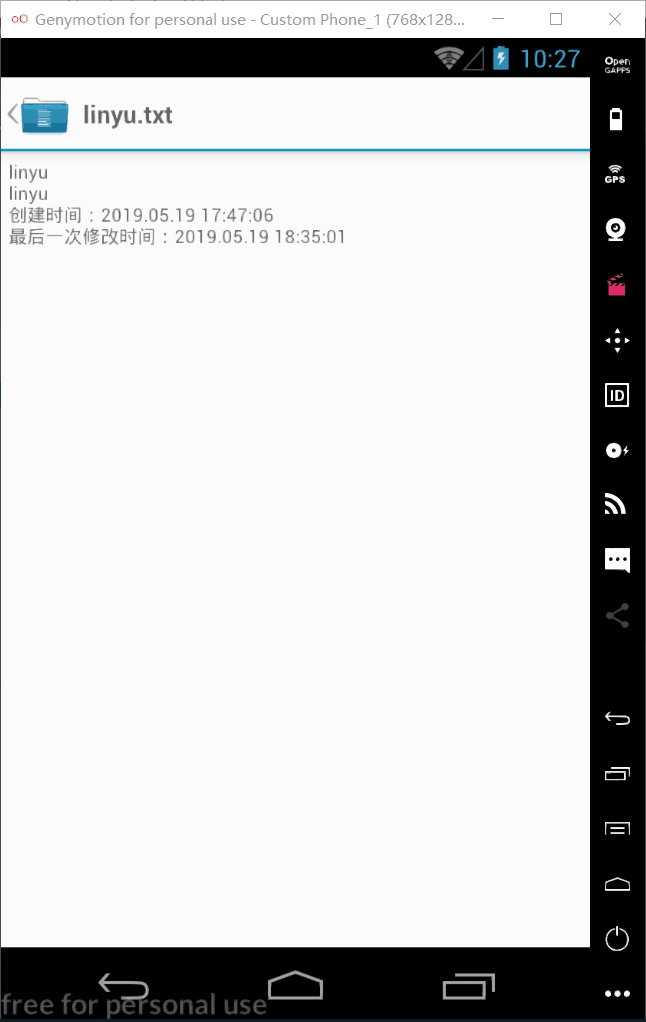 Genymotion for personal use - Custom Phone_1 (768x128...
10:27
Open
GAPPS
linyu.txt
GPS
linyu
linyu
创建时间：2019.05.19 17:47:06
最后一次修改时间：2019.05.19 18:35:01
ID
free for personal use